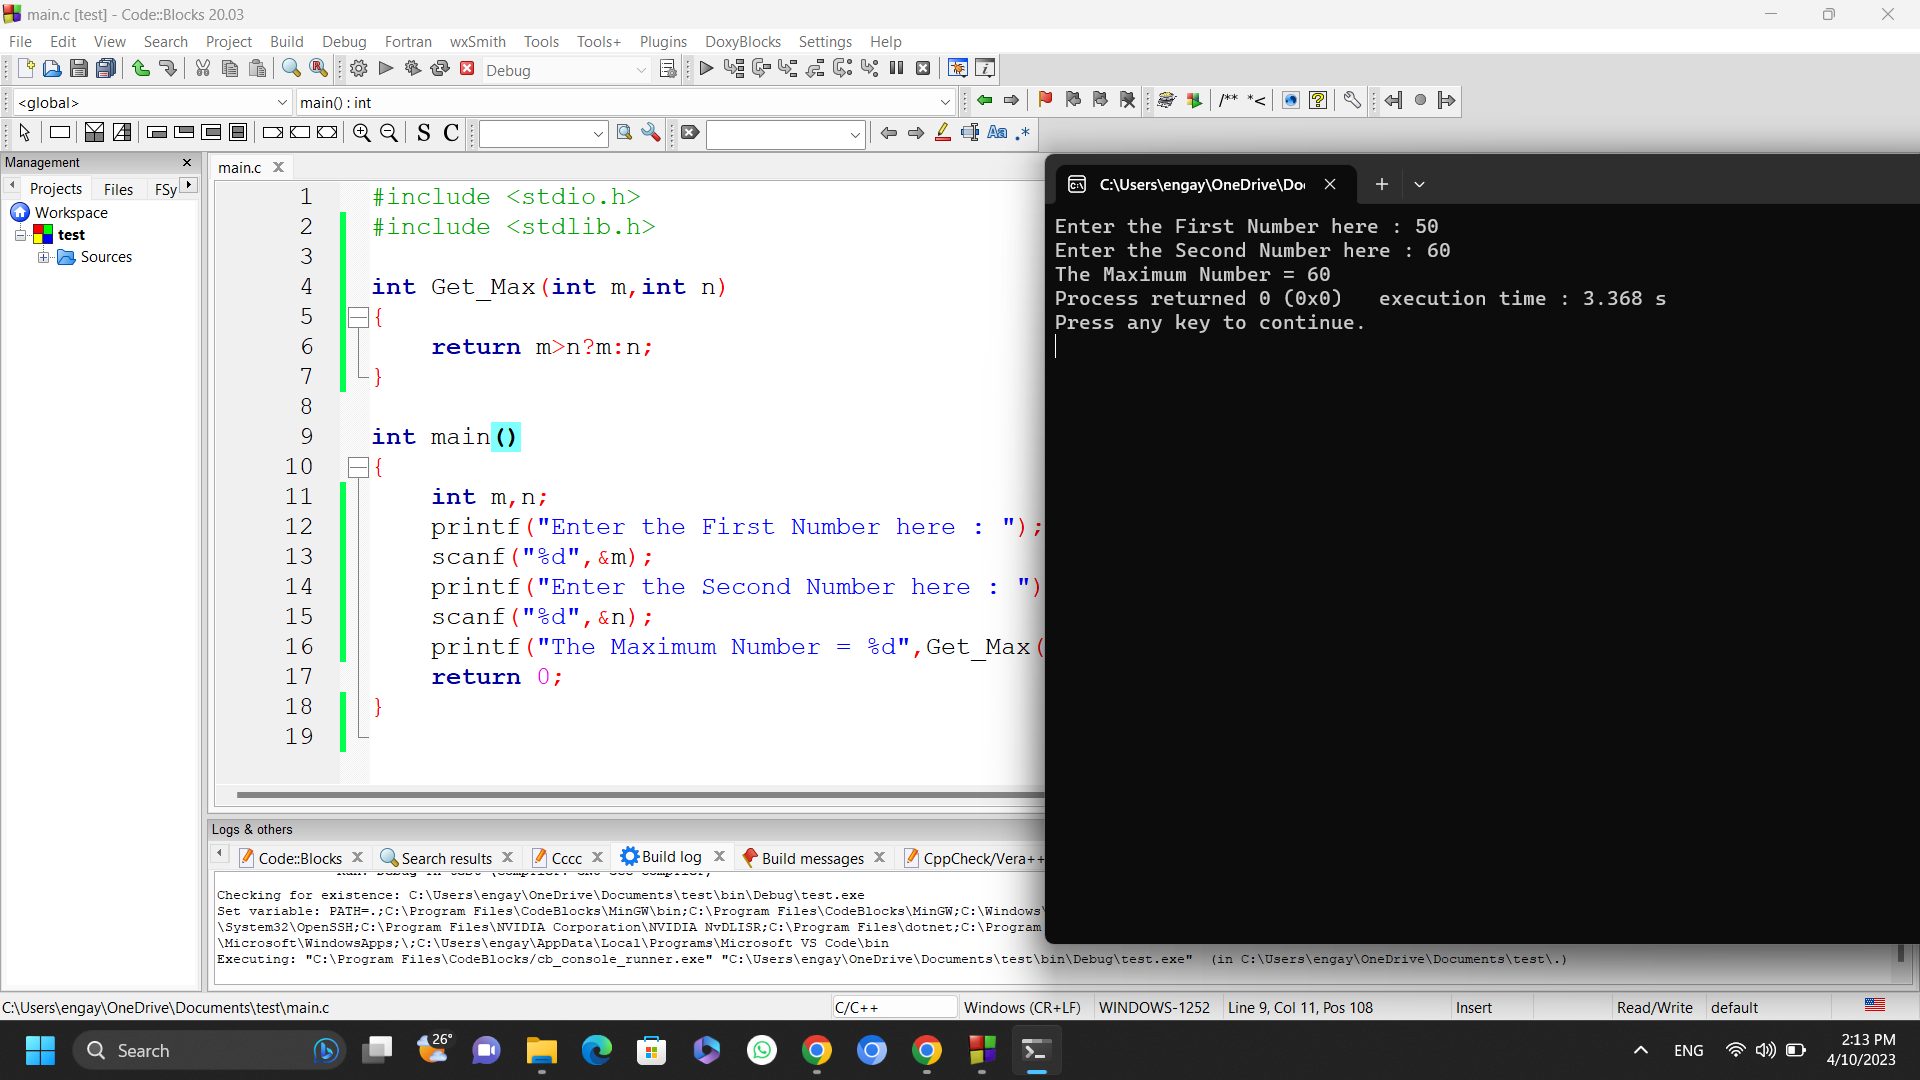 main.c [test] - Code::Blocks 20.03
File Edit View Search Project Build Debug Fortran wxSmith Tools Tools+ Plugins DoxyBlocks Settings Help
Debug
<global> main() : int
/** *<
S C Aa .*
Management
Projects Files FSy
Workspace
test
Sources
main.c
1 #include <stdio.h>
2 #include <stdlib.h>
3
4 int Get_Max(int m,int n)
5 {
6 return m>n?m:n;
7 }
8
9 int main()
10 {
11 int m,n;
12 printf("Enter the First Number here : ");
13 scanf("%d",&m);
14 printf("Enter the Second Number here : ")
15 scanf("%d",&n);
16 printf("The Maximum Number = %d",Get_Max(
17 return 0;
18 }
19
C:\Users\engay\OneDrive\Do
Enter the First Number here : 50
Enter the Second Number here : 60
The Maximum Number = 60
Process returned 0 (0x0) execution time : 3.368 s
Press any key to continue.
Logs & others
Code::Blocks Search results Cccc Build log Build messages CppCheck/Vera++
Checking for existence: C:\Users\engay\OneDrive\Documents\test\bin\Debug\test.exe
Set variable: PATH=.;C:\Program Files\CodeBlocks\MinGW\bin;C:\Program Files\CodeBlocks\MinGW;C:\Windows\
\System32\OpenSSH;C:\Program Files\NVIDIA Corporation\NVIDIA NvDLISR;C:\Program Files\dotnet;C:\Program
\Microsoft\WindowsApps;\;C:\Users\engay\AppData\Local\Programs\Microsoft VS Code\bin
Executing: "C:\Program Files\CodeBlocks/cb_console_runner.exe" "C:\Users\engay\OneDrive\Documents\test\bin\Debug\test.exe" (in C:\Users\engay\OneDrive\Documents\test\.)
C:\Users\engay\OneDrive\Documents\test\main.c C/C++ Windows (CR+LF) WINDOWS-1252 Line 9, Col 11, Pos 108 Insert Read/Write default
Search 26° ENG 2:13 PM
4/10/2023